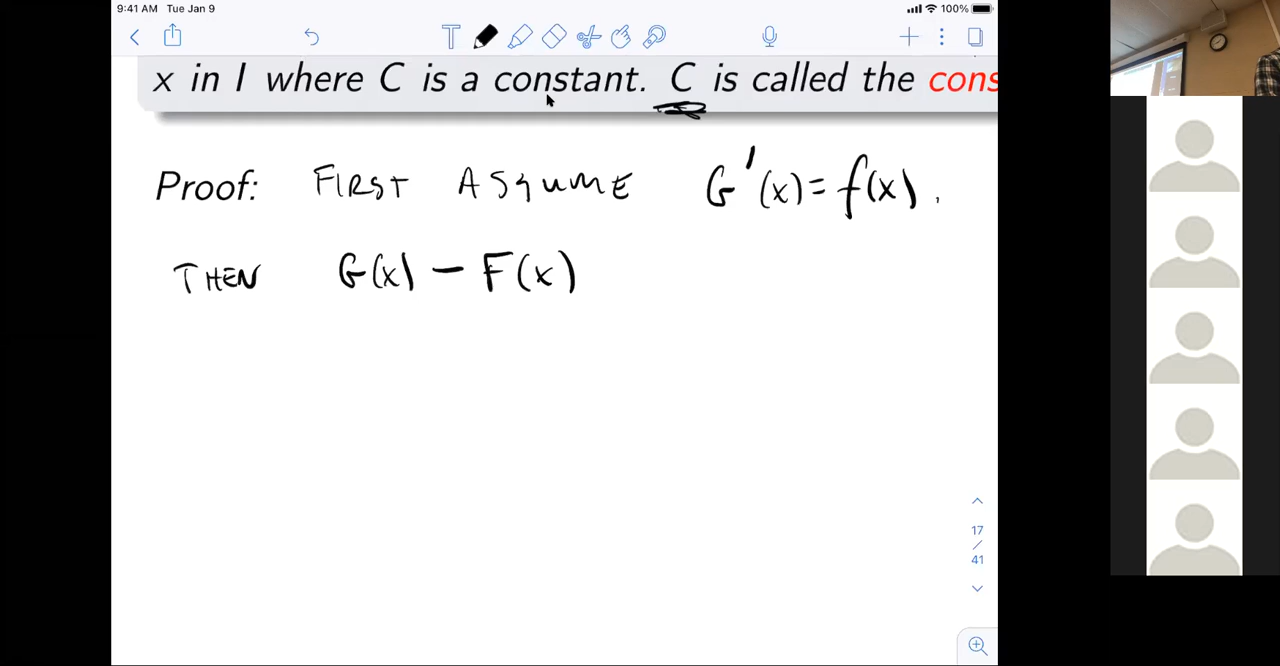 9:41 AM Tue Jan 9
100%
x in I where C is a constant. C is called the cons
Proof: FIRST ASSUME G'(x) = f(x).
THEN G(x) − F(x)
17
/
41